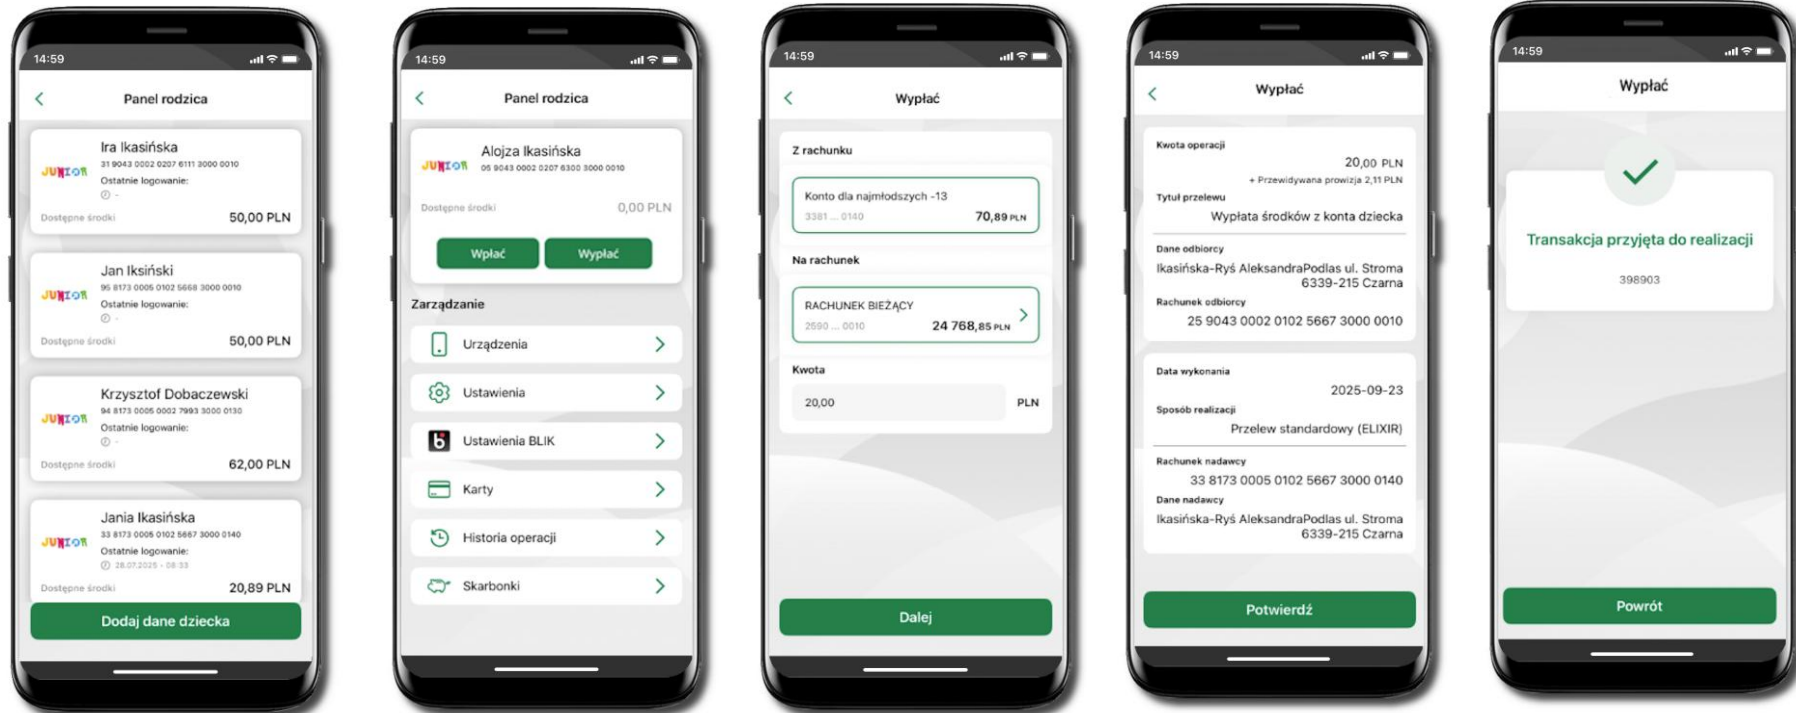 14:59
Panel rodzica
Ira Ikasińska
31 9043 0002 0207 6111 3000 0010
JUNIOR
Ostatnie logowanie:
-
Dostępne środki 50,00 PLN
Jan Iksiński
95 8173 0005 0102 5668 3000 0010
JUNIOR
Ostatnie logowanie:
-
Dostępne środki 50,00 PLN
Krzysztof Dobaczewski
94 8173 0005 0002 7993 3000 0130
JUNIOR
Ostatnie logowanie:
-
Dostępne środki 62,00 PLN
Jania Ikasińska
33 8173 0005 0102 5667 3000 0140
JUNIOR
Ostatnie logowanie:
28.07.2025 - 08:33
Dostępne środki 20,89 PLN
Dodaj dane dziecka
14:59
Panel rodzica
Alojza Ikasińska
JUNIOR 05 9043 0002 0207 6300 3000 0010
Dostępne środki 0,00 PLN
Wpłać Wypłać
Zarządzanie
Urządzenia
Ustawienia
Ustawienia BLIK
Karty
Historia operacji
Skarbonki
14:59
Wypłać
Z rachunku
Konto dla najmłodszych -13
3381 ... 0140 70,89 PLN
Na rachunek
RACHUNEK BIEŻĄCY
2590 ... 0010 24 768,85 PLN
Kwota
20,00 PLN
Dalej
14:59
Wypłać
Kwota operacji
20,00 PLN
+ Przewidywana prowizja 2,11 PLN
Tytuł przelewu
Wypłata środków z konta dziecka
Dane odbiorcy
Ikasińska-Ryś AleksandraPodlas ul. Stroma
6339-215 Czarna
Rachunek odbiorcy
25 9043 0002 0102 5667 3000 0010
Data wykonania
2025-09-23
Sposób realizacji
Przelew standardowy (ELIXIR)
Rachunek nadawcy
33 8173 0005 0102 5667 3000 0140
Dane nadawcy
Ikasińska-Ryś AleksandraPodlas ul. Stroma
6339-215 Czarna
Potwierdź
14:59
Wypłać
Transakcja przyjęta do realizacji
398903
Powrót